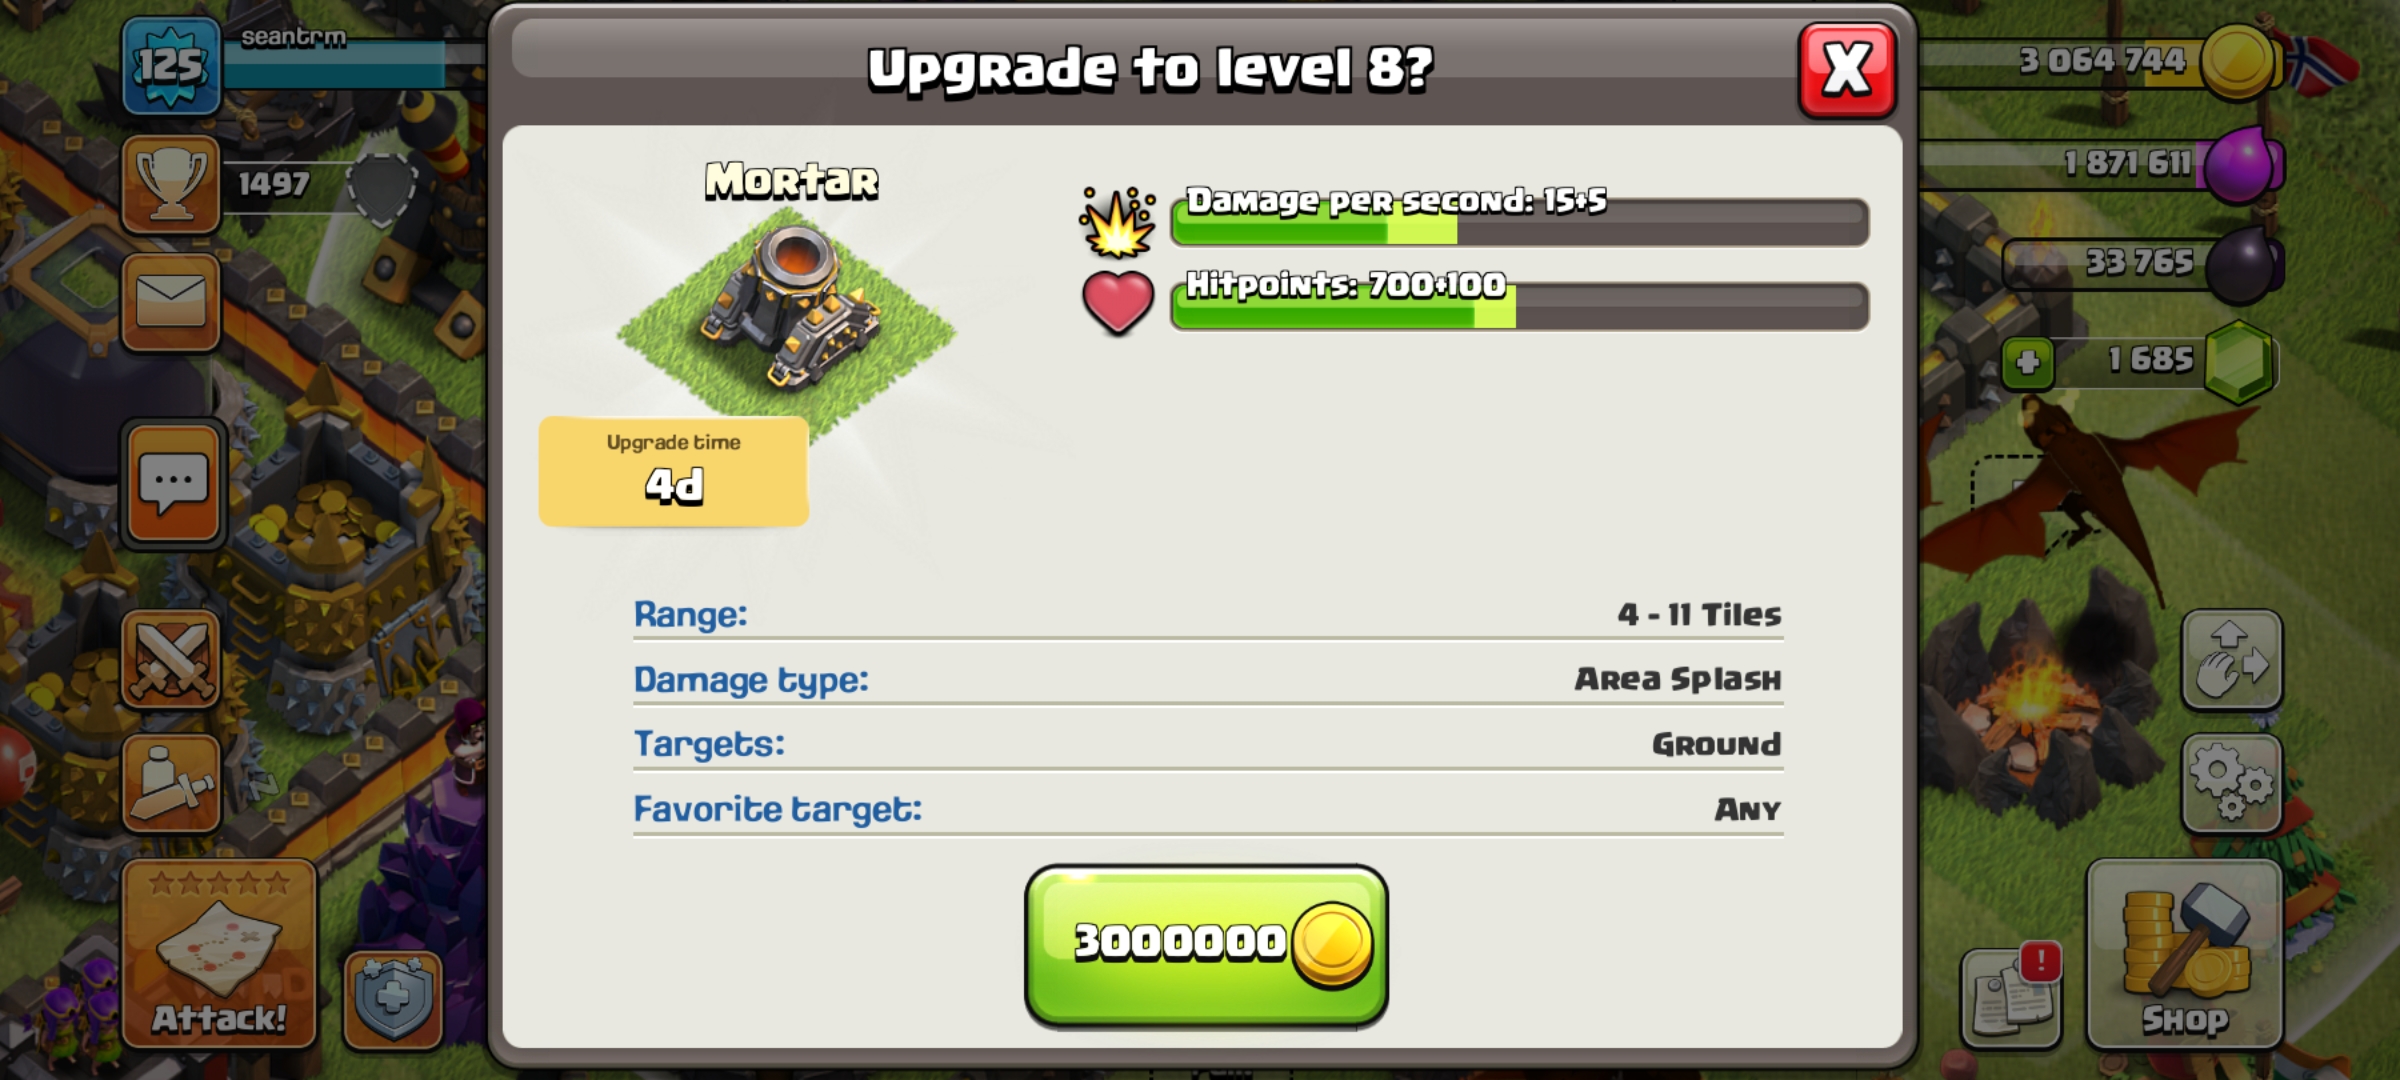 125
seantrm
1497
Attack!
Upgrade to level 8?
X
Mortar
Upgrade time
4d
Damage per second: 15+5
Hitpoints: 700+100
Range: 4 - 11 Tiles
Damage type: Area Splash
Targets: Ground
Favorite target: Any
3000000
3 064 744
1 871 611
33 765
+ 1 685
!
Shop